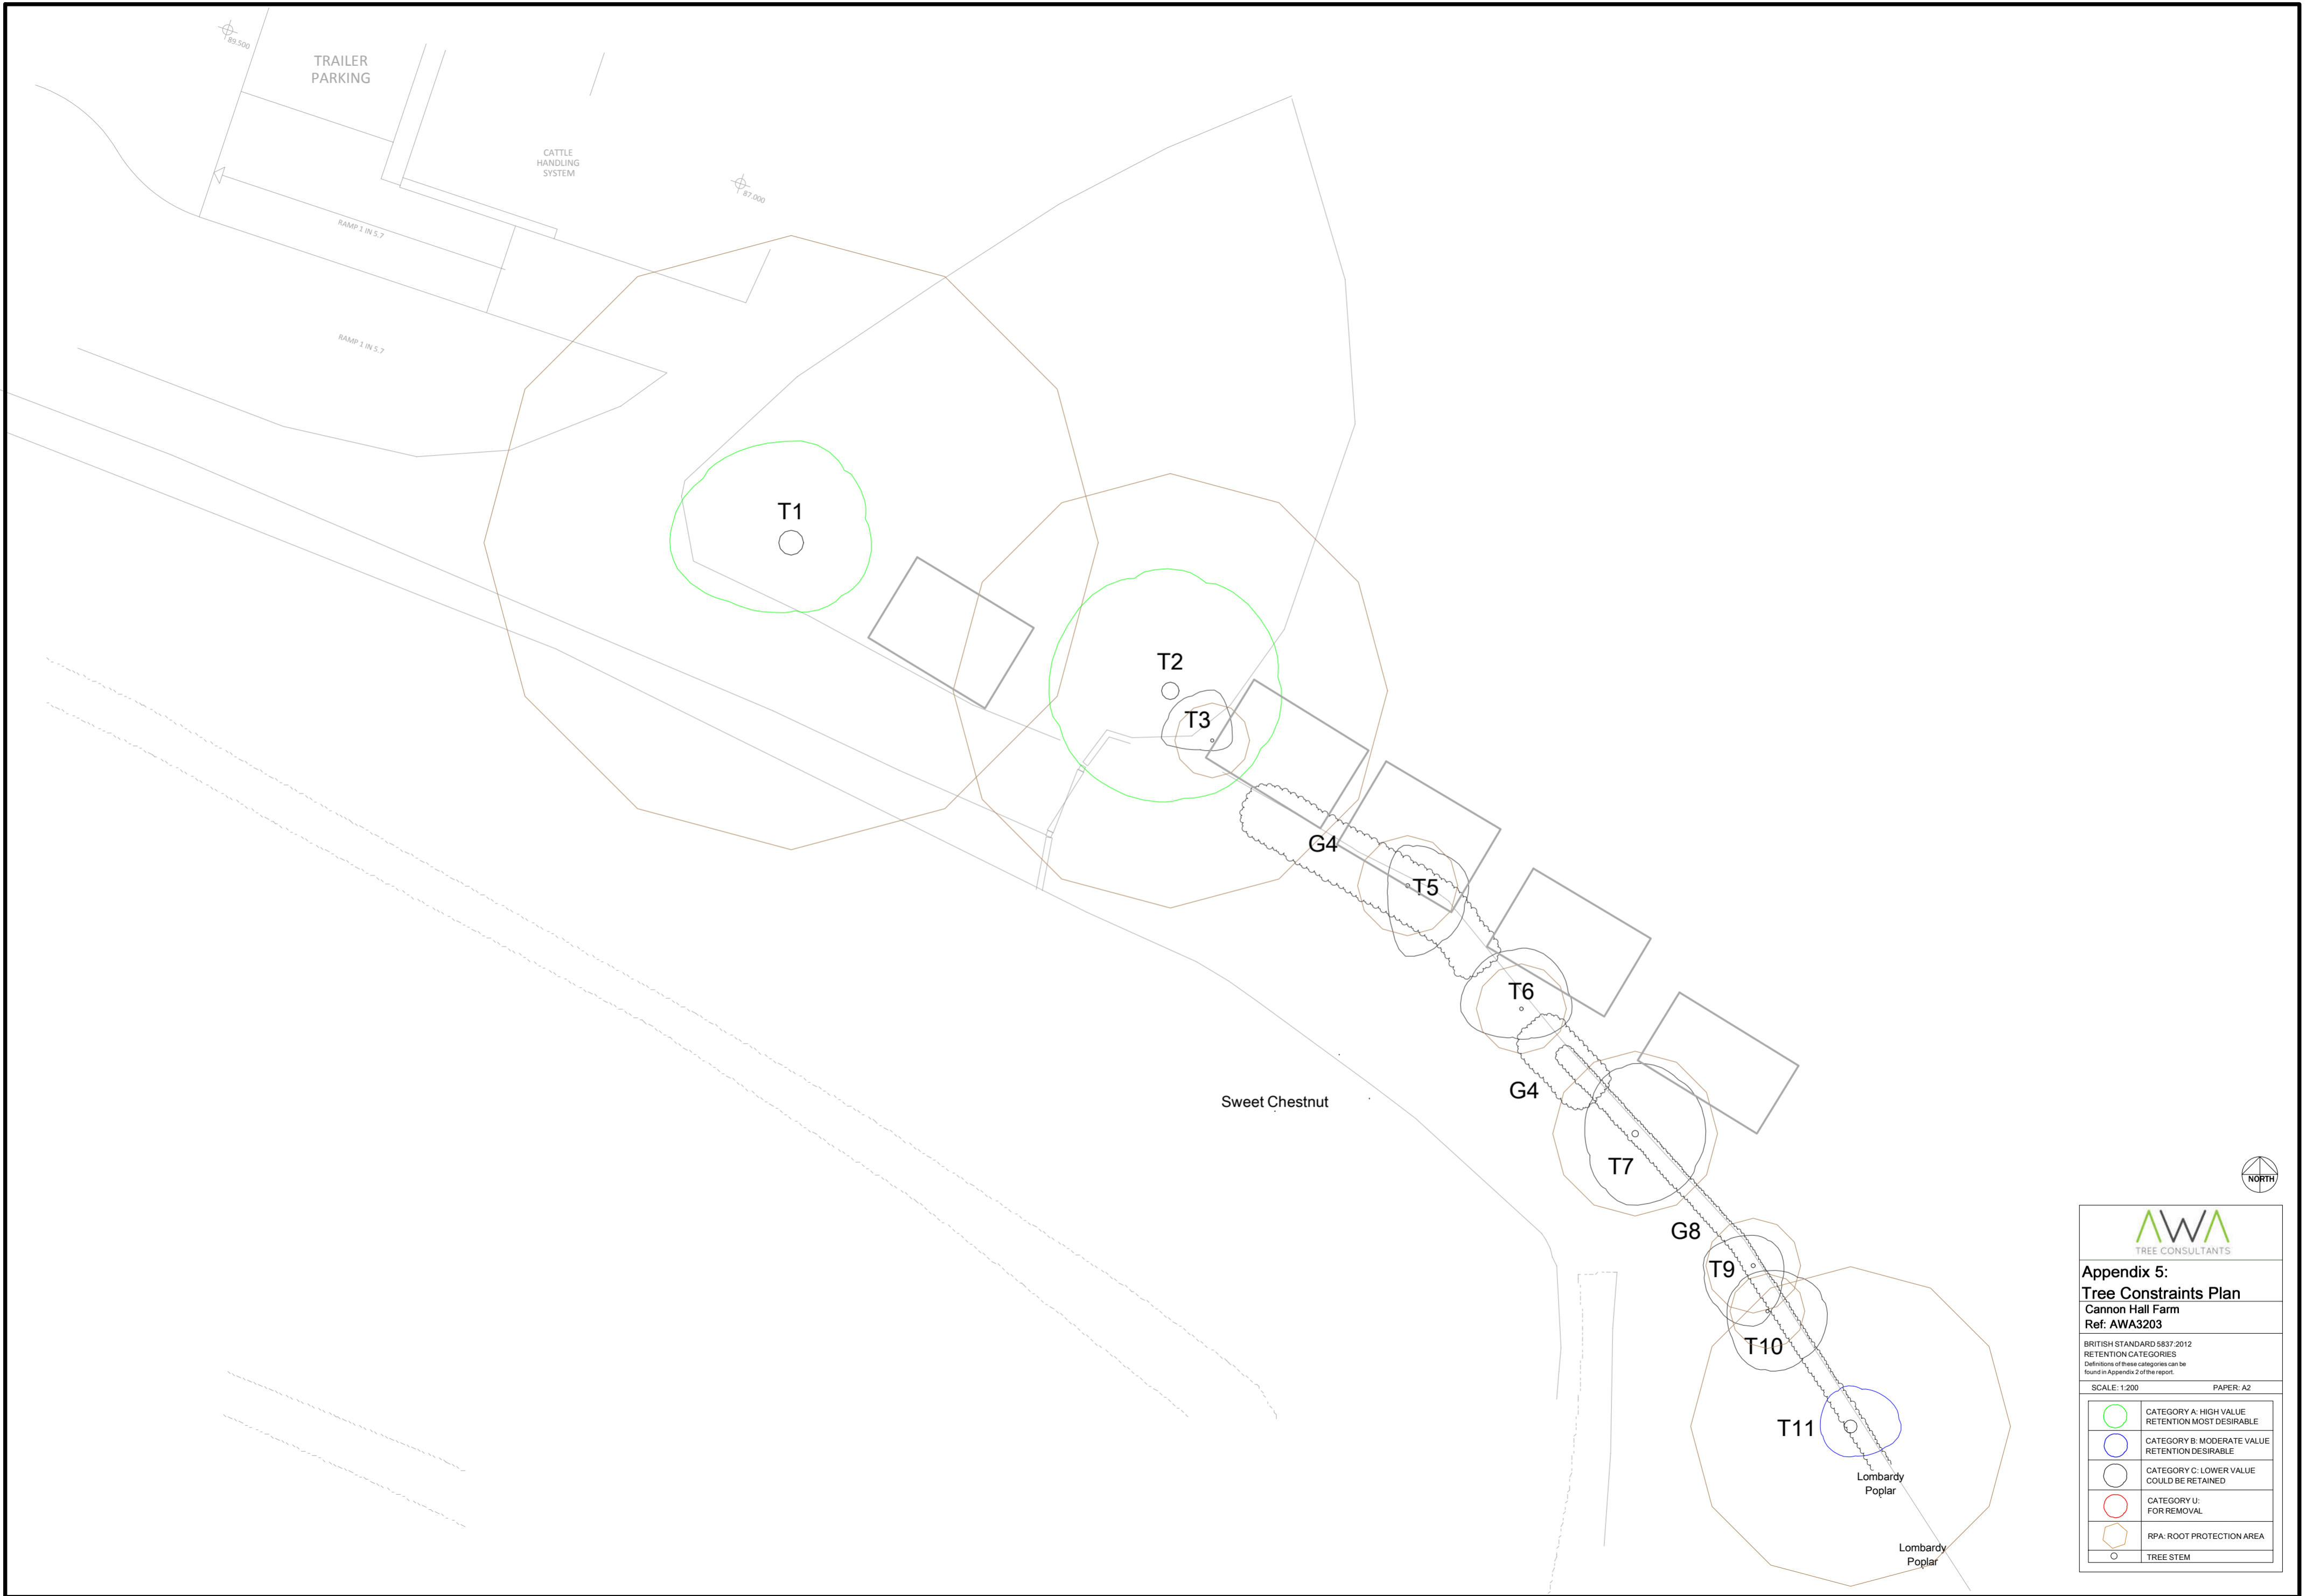 89.500
TRAILER
PARKING
CATTLE
HANDLING
SYSTEM
87.000
RAMP 1 IN 5.7
RAMP 1 IN 5.7
T1
T2
T3
G4
T5
T6
G4
Sweet Chestnut
T7
G8
T9
T10
T11
Lombardy
Poplar
Lombardy
Poplar
NORTH
AWA
TREE CONSULTANTS
Appendix 5:
Tree Constraints Plan
Cannon Hall Farm
Ref: AWA3203
BRITISH STANDARD 5837:2012
RETENTION CATEGORIES
Definitions of these categories can be
found in Appendix 2 of the report.
SCALE: 1:200 PAPER: A2
CATEGORY A: HIGH VALUE
RETENTION MOST DESIRABLE
CATEGORY B: MODERATE VALUE
RETENTION DESIRABLE
CATEGORY C: LOWER VALUE
COULD BE RETAINED
CATEGORY U:
FOR REMOVAL
RPA: ROOT PROTECTION AREA
TREE STEM